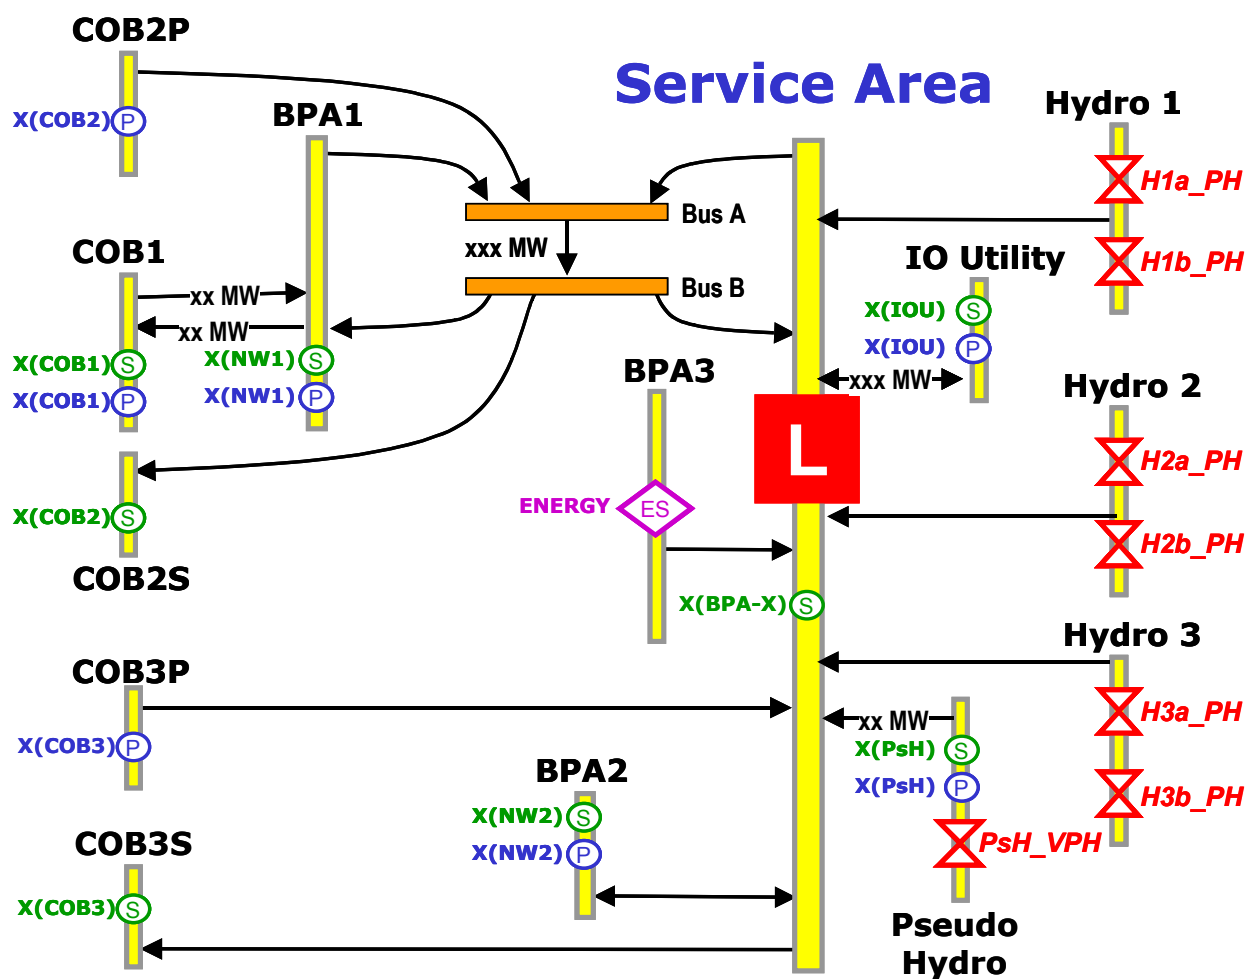 COB2P
X(COB2) P
BPA1
Service Area
Hydro 1
H1a_PH
H1b_PH
Bus A
xxx MW
Bus B
COB1
xx MW
xx MW
X(COB1) S
X(COB1) P
X(NW1) S
X(NW1) P
IO Utility
X(IOU) S
X(IOU) P
xxx MW
BPA3
ENERGY ES
L
Hydro 2
H2a_PH
H2b_PH
X(COB2) S
COB2S
X(BPA-X) S
Hydro 3
H3a_PH
H3b_PH
COB3P
X(COB3) P
xx MW
X(PsH) S
X(PsH) P
PsH_VPH
Pseudo
Hydro
BPA2
X(NW2) S
X(NW2) P
COB3S
X(COB3) S